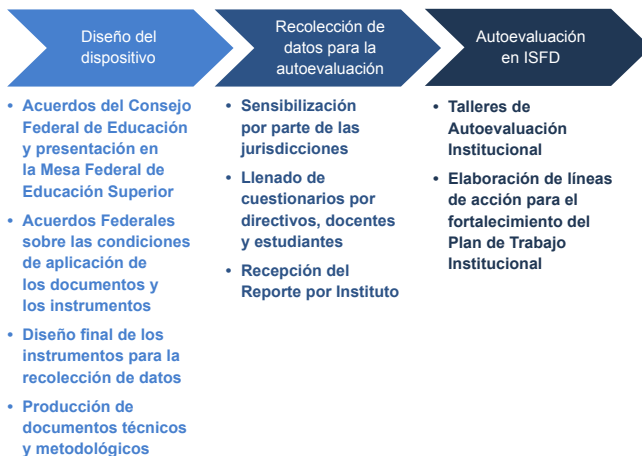 Diseño del
dispositivo
• Acuerdos del Consejo
Federal de Educación
y presentación en
la Mesa Federal de
Educación Superior
• Acuerdos Federales
sobre las condiciones
de aplicación de
los documentos y
los instrumentos
• Diseño final de los
instrumentos para la
recolección de datos
• Producción de
documentos técnicos
y metodológicos
Recolección de
datos para la
autoevaluación
• Sensibilización
por parte de las
jurisdicciones
• Llenado de
cuestionarios por
directivos, docentes
y estudiantes
• Recepción del
Reporte por Instituto
Autoevaluación
en ISFD
• Talleres de
Autoevaluación
Institucional
• Elaboración de líneas
de acción para el
fortalecimiento del
Plan de Trabajo
Institucional